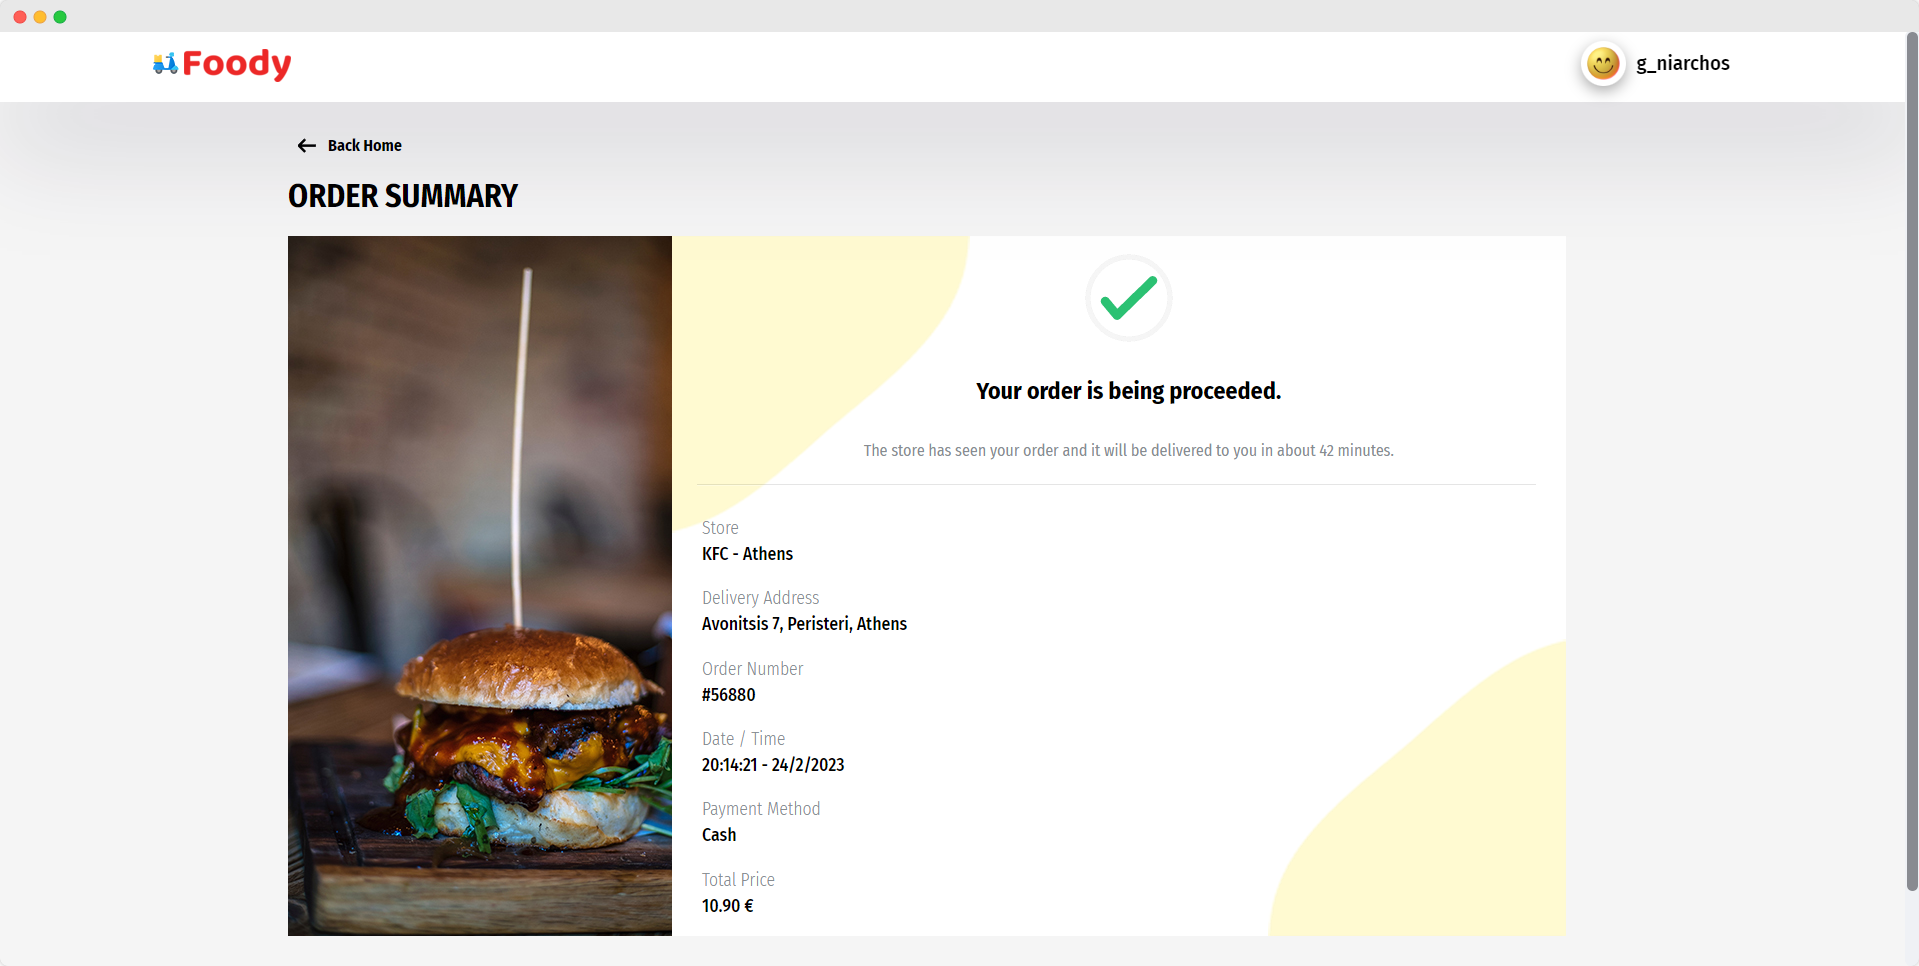 Foody
g_niarchos
Back Home
ORDER SUMMARY
Your order is being proceeded.
The store has seen your order and it will be delivered to you in about 42 minutes.
Store
KFC - Athens
Delivery Address
Avonitsis 7, Peristeri, Athens
Order Number
#56880
Date / Time
20:14:21 - 24/2/2023
Payment Method
Cash
Total Price
10.90 €